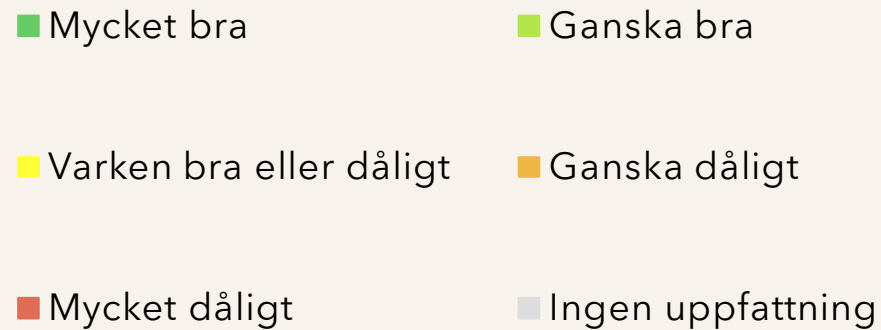 Mycket bra
Ganska bra
Varken bra eller dåligt
Ganska dåligt
Mycket dåligt
Ingen uppfattning